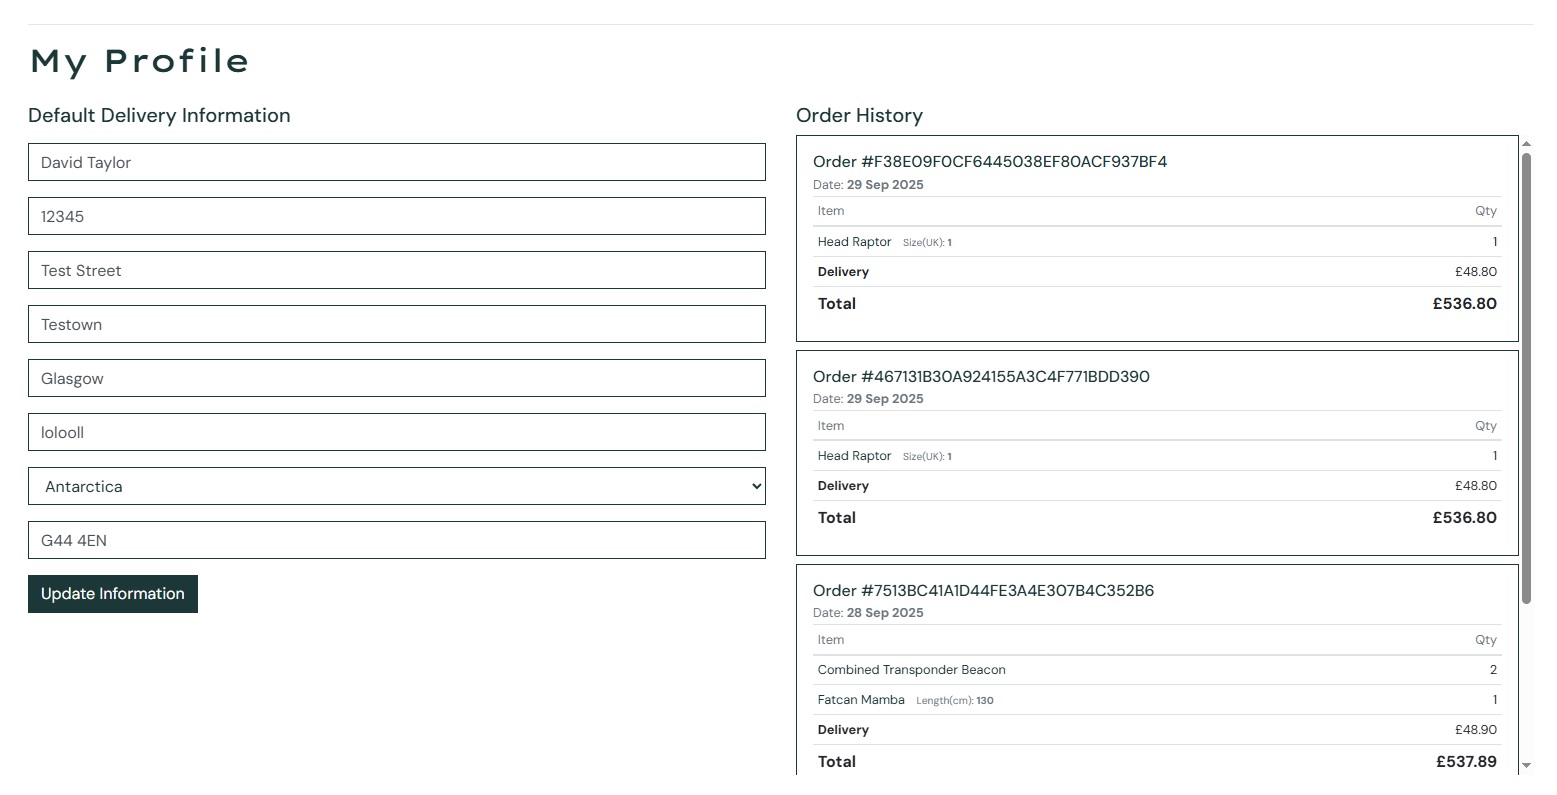 My Profile
Default Delivery Information
David Taylor
12345
Test Street
Testown
Glasgow
lolooll
Antarctica
G44 4EN
Update Information
Order History
Order #F38E09F0CF6445038EF80ACF937BF4
Date: 29 Sep 2025
Item Qty
Head Raptor Size(UK): 1 1
Delivery £48.80
Total £536.80
Order #467131B30A924155A3C4F771BDD390
Date: 29 Sep 2025
Item Qty
Head Raptor Size(UK): 1 1
Delivery £48.80
Total £536.80
Order #7513BC41A1D44FE3A4E307B4C352B6
Date: 28 Sep 2025
Item Qty
Combined Transponder Beacon 2
Fatcan Mamba Length(cm): 130 1
Delivery £48.90
Total £537.89